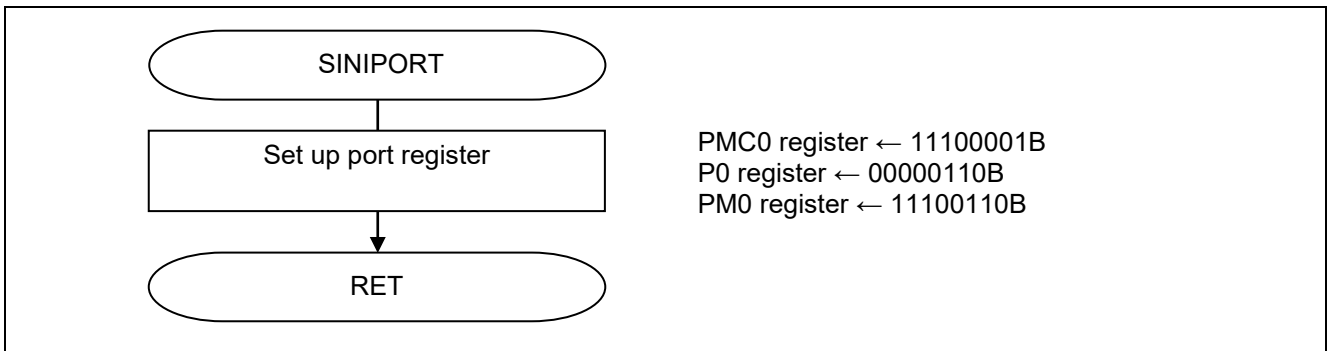 SINIPORT
Set up port register
PMC0 register ← 11100001B
P0 register ← 00000110B
PM0 register ← 11100110B
RET